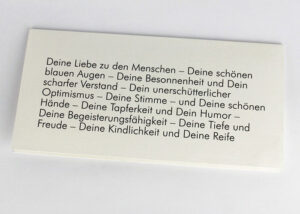 Deine Liebe zu den Menschen – Deine schönen
blauen Augen – Deine Besonnenheit und Dein
scharfer Verstand – Dein unerschütterlicher
Optimismus – Deine Stimme – und Deine schönen
Hände – Deine Tapferkeit und Dein Humor –
Deine Begeisterungsfähigkeit – Deine Tiefe und
Freude – Deine Kindlichkeit und Deine Reife